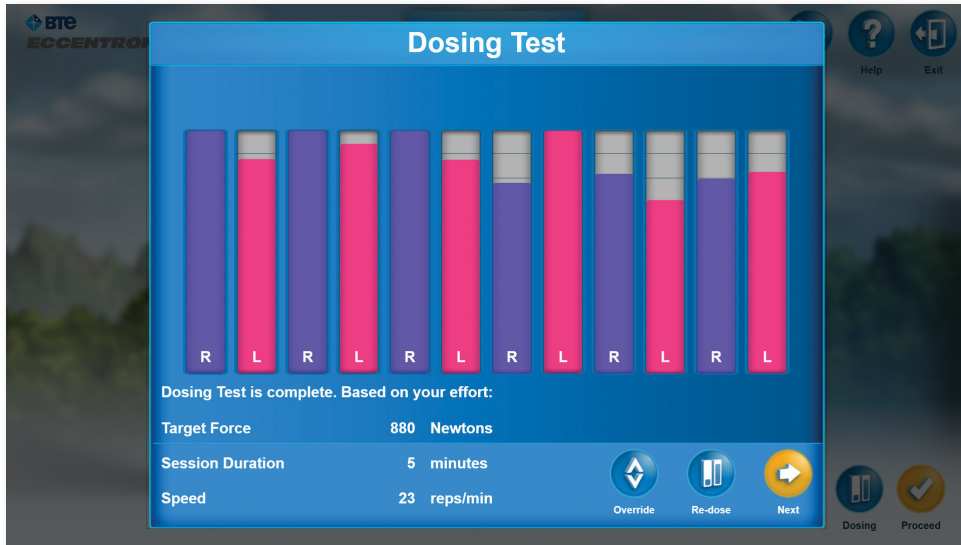 BTE
Dosing Test
ECCENTRO
Help
Exit
R L R L R L R L R L R L
Dosing Test is complete. Based on your effort:
Target Force 880 Newtons
Session Duration 5 minutes
Speed 23 reps/min
Override
Re-dose
Next
Dosing
Proceed